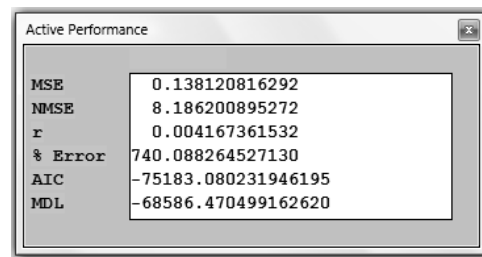 Active Performance
MSE 0.138120816292
NMSE 8.186200895272
r 0.004167361532
% Error 740.088264527130
AIC -75183.080231946195
MDL -68586.470499162620